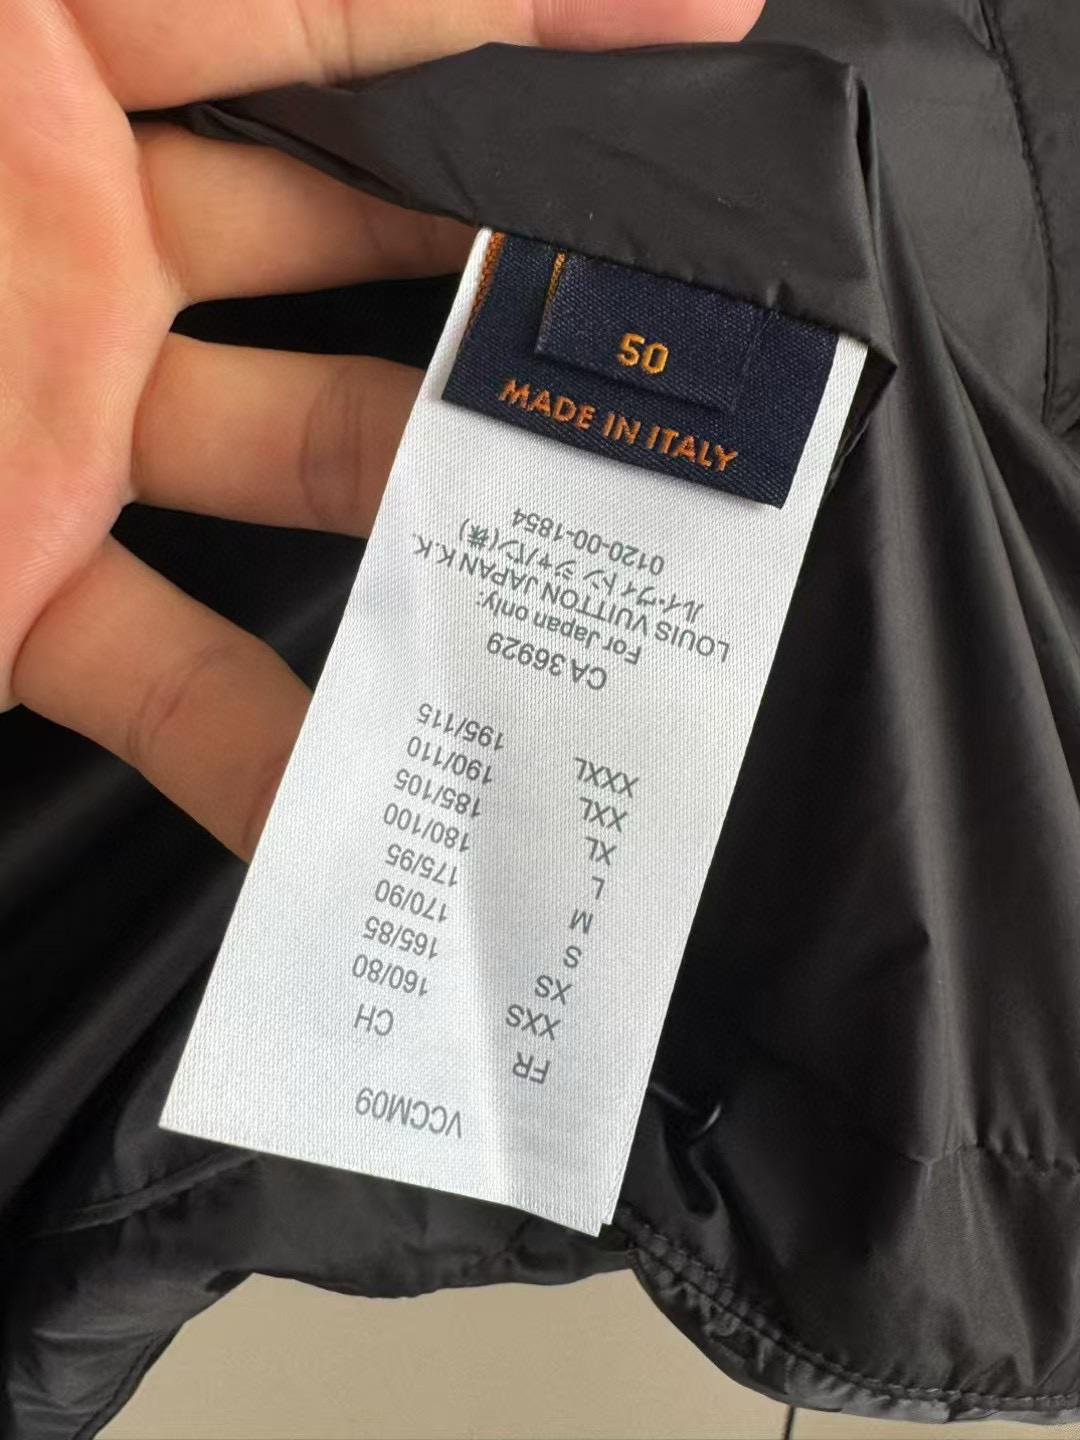 50
MADE IN ITALY
VCCM09
FR CH
XXS 160/80
XS 165/85
S 170/90
M 175/95
L 180/100
XL 185/105
XXL 190/110
XXXL 195/115
CA 36929
For Japan only:
LOUIS VUITTON JAPAN K.K.
ルイ・ヴィトン ジャパン(株)
0120-00-1854